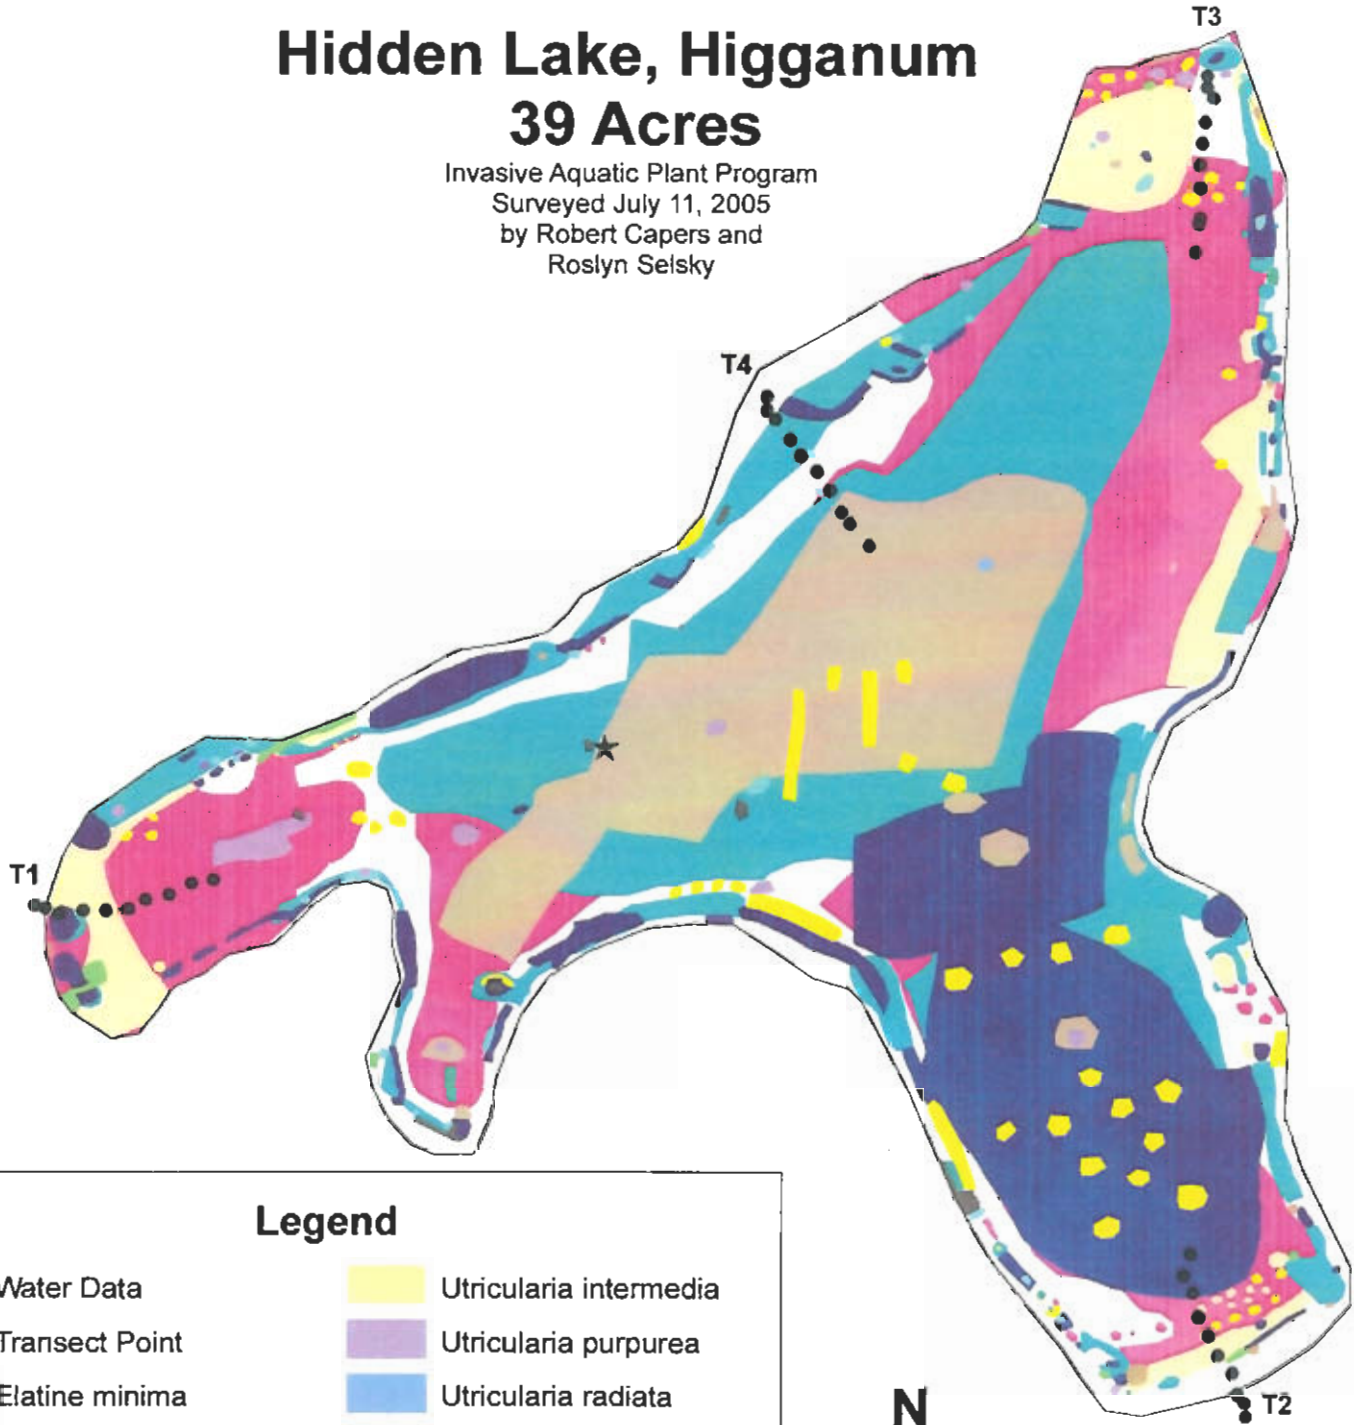 T3
Hidden Lake, Higganum
39 Acres
Invasive Aquatic Plant Program
Surveyed July 11, 2005
by Robert Capers and
Roslyn Selsky
T4
T1
Legend
Water Data
Transect Point
Elatine minima
Utricularia intermedia
Utricularia purpurea
Utricularia radiata
N
T2